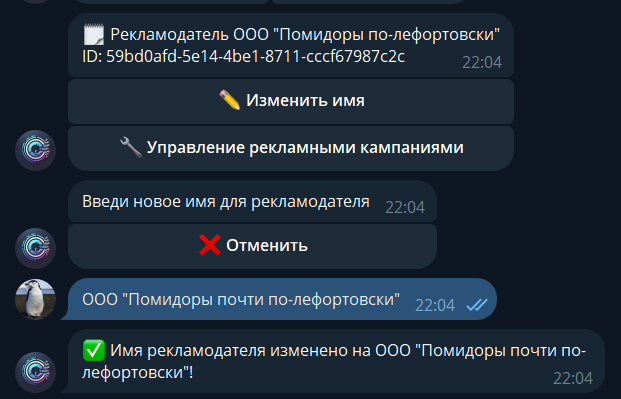 🗒 Рекламодатель ООО "Помидоры по-лефортовски"
ID: 59bd0afd-5e14-4be1-8711-cccf67987c2c
22:04
✏️ Изменить имя
🔧 Управление рекламными кампаниями
Введи новое имя для рекламодателя 22:04
❌ Отменить
ООО "Помидоры почти по-лефортовски" 22:04
✅ Имя рекламодателя изменено на ООО "Помидоры почти по-
лефортовски"!
22:04